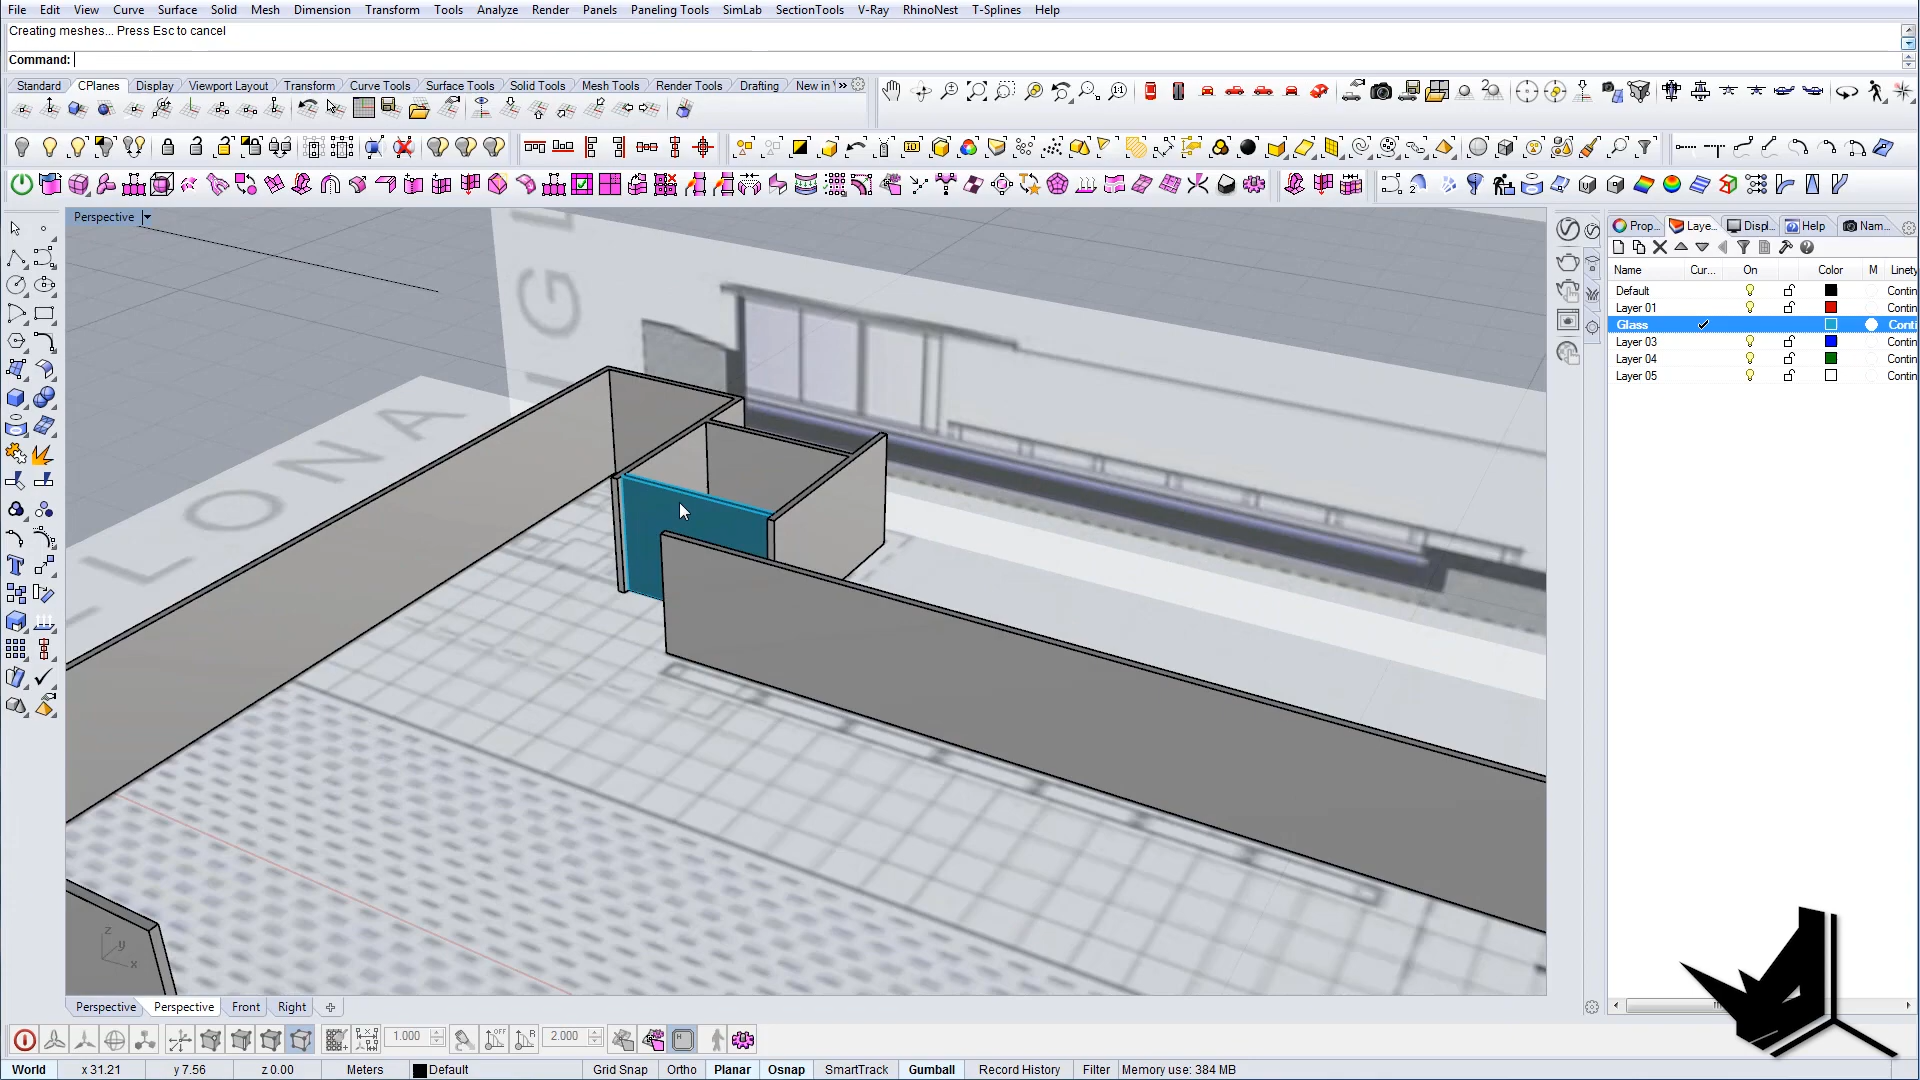 File Edit View Curve Surface Solid Mesh Dimension Transform Tools Analyze Render Panels Paneling Tools SimLab SectionTools V-Ray RhinoNest T-Splines Help
Creating meshes... Press Esc to cancel
Command:
Standard CPlanes Display Viewport Layout Transform Curve Tools Surface Tools Solid Tools Mesh Tools Render Tools Drafting New in
Perspective
Prop... Laye... Displ... Help Nam...
Name Cur... On Color M Linety
Default Contin
Layer 01 Contin
Glass Conti
Layer 03 Contin
Layer 04 Contin
Layer 05 Contin
LONA
Perspective Perspective Front Right
1.000 2.000
World x 31.21 y 7.56 z 0.00 Meters Default Grid Snap Ortho Planar Osnap SmartTrack Gumball Record History Filter Memory use: 384 MB
z
y
x